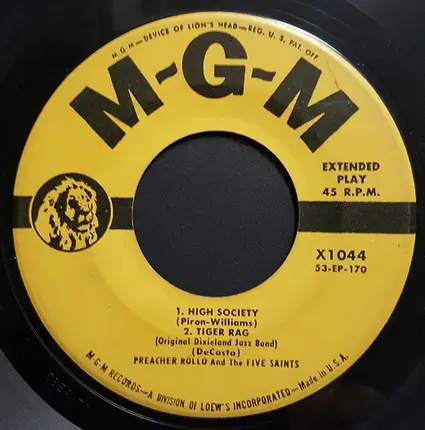 M-G-M—DEVICE OF LION'S HEAD—REG. U. S. PAT. OFF.
M-G-M
EXTENDED
PLAY
45 R.P.M.
X1044
53-EP-170
1. HIGH SOCIETY
(Piron-Williams)
2. TIGER RAG
(Original Dixieland Jazz Band)
(DeCosta)
PREACHER ROLLO And The FIVE SAINTS
M-G-M RECORDS—A DIVISION OF LOEW'S INCORPORATED—Made in U.S.A.